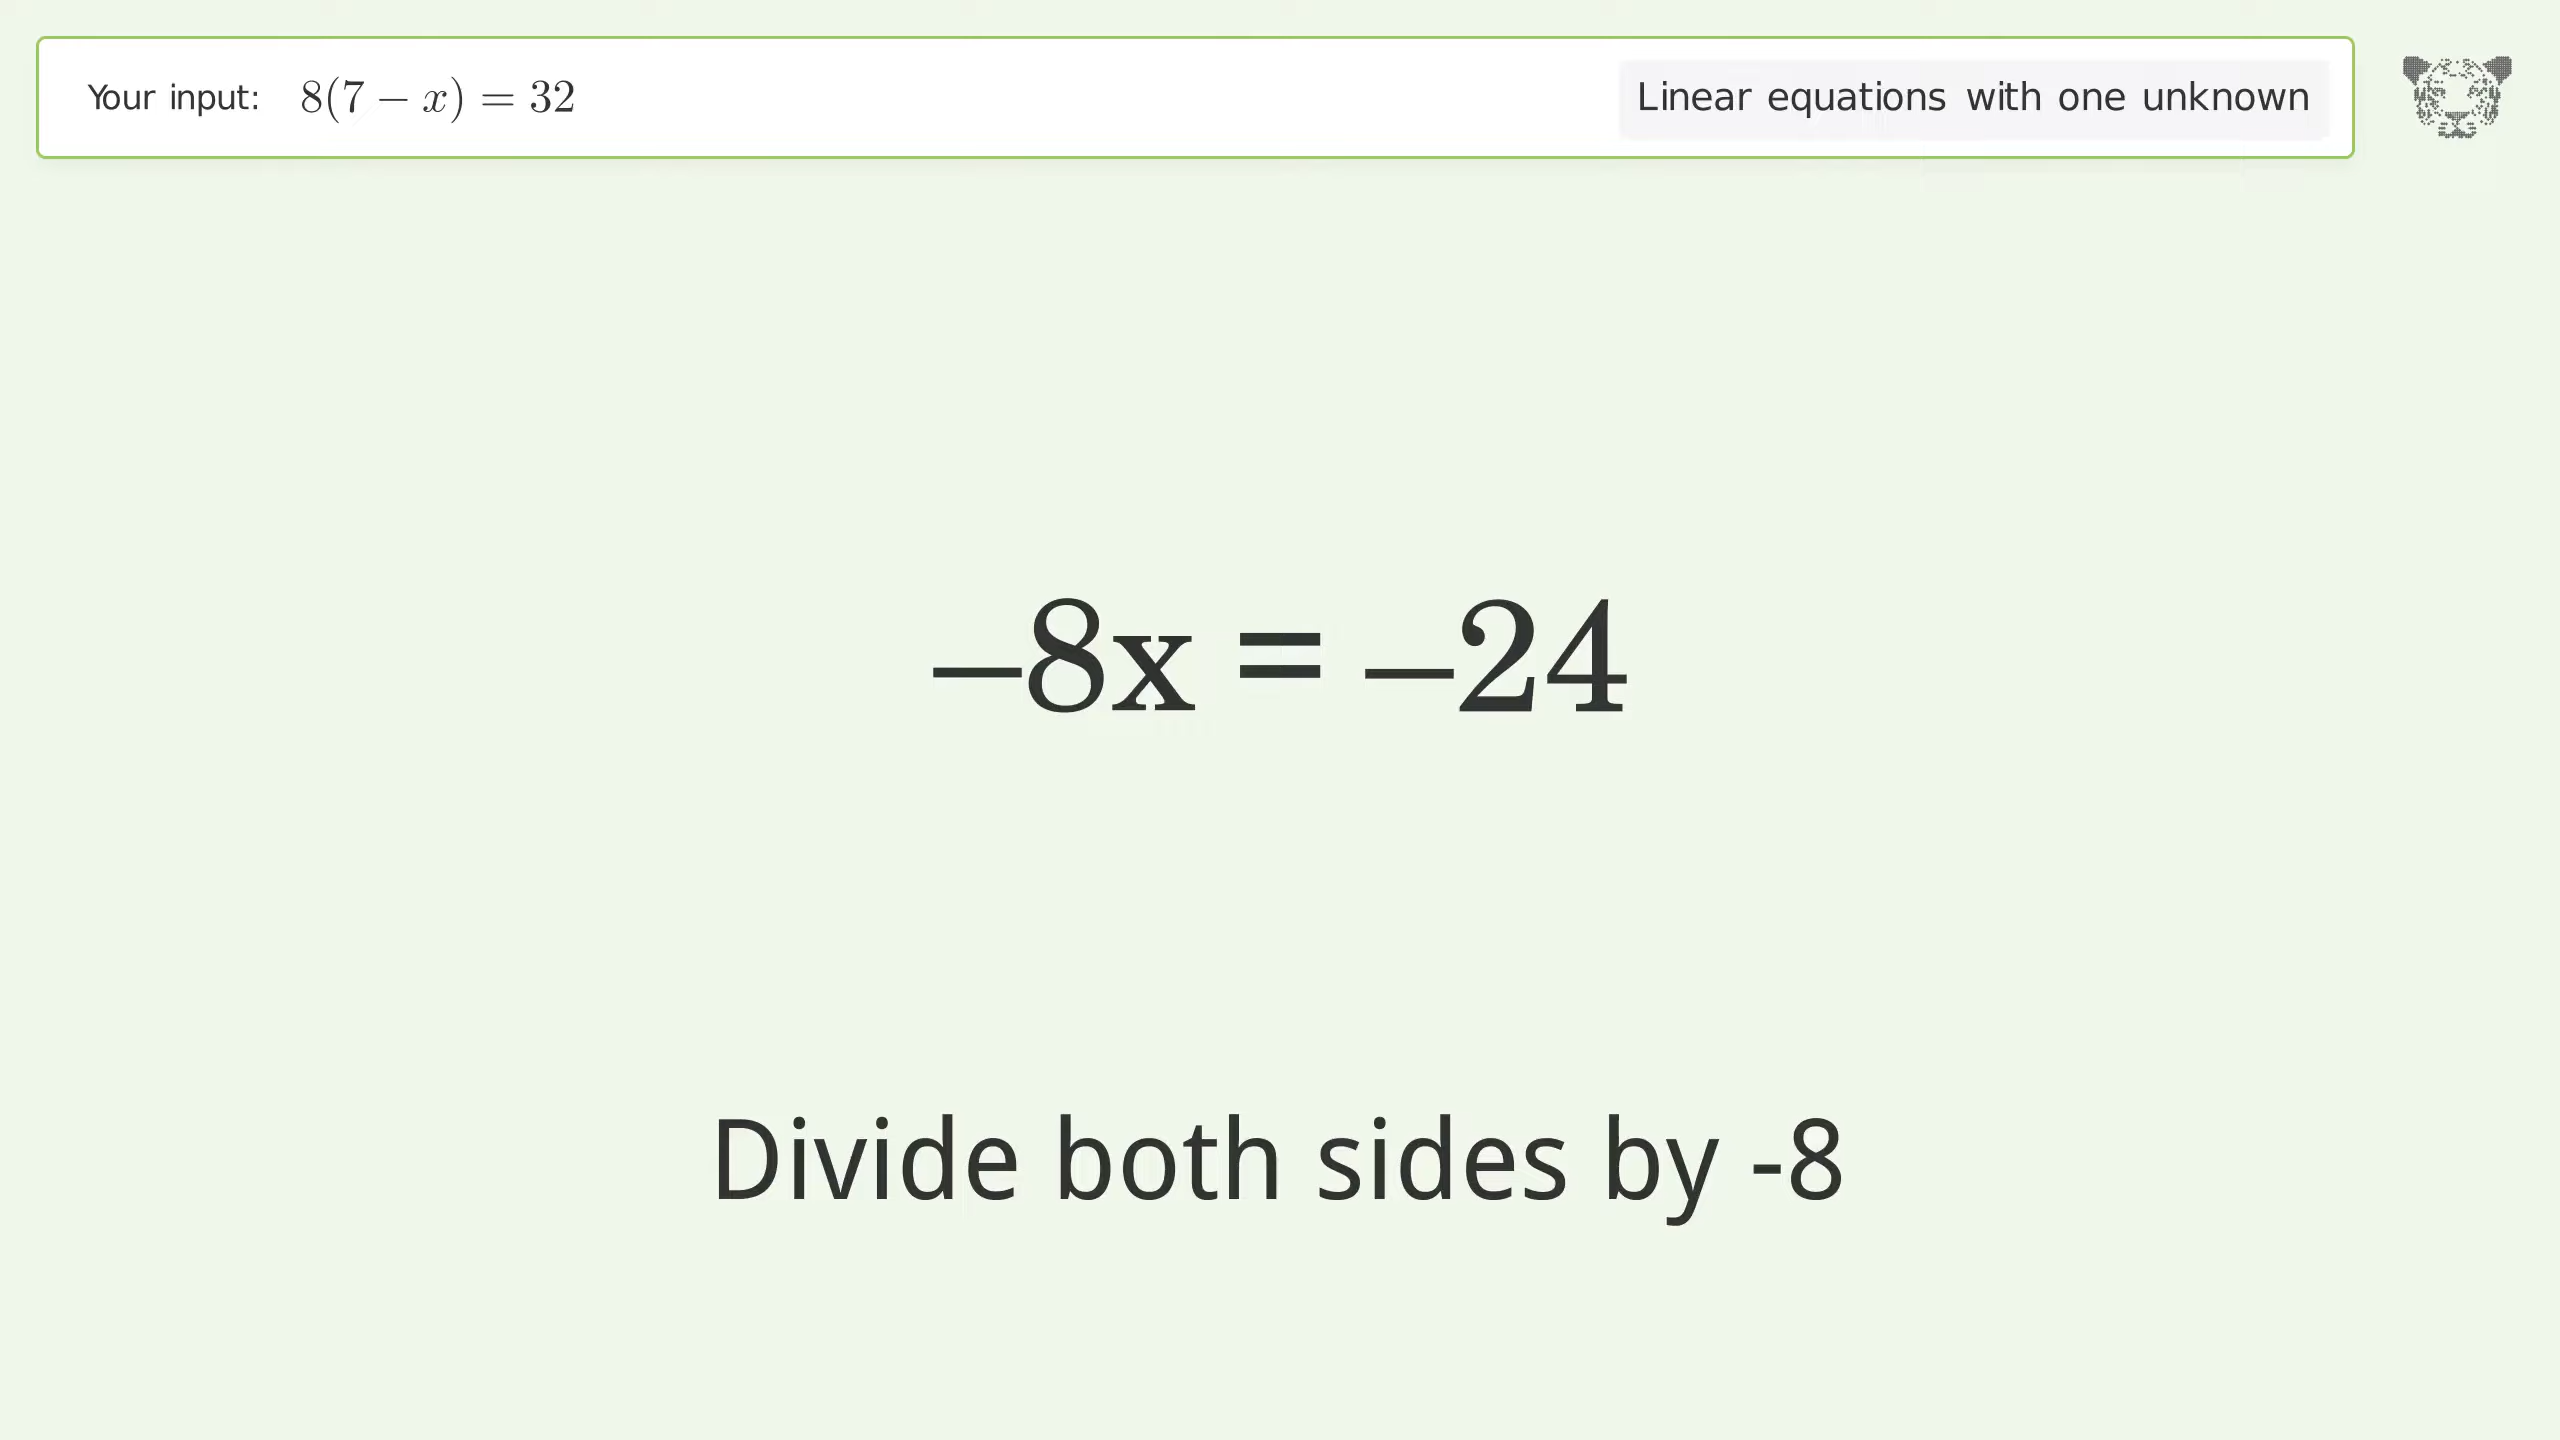 Your input: 8(7 − x) = 32
Linear equations with one unknown
–8x = –24
Divide both sides by -8